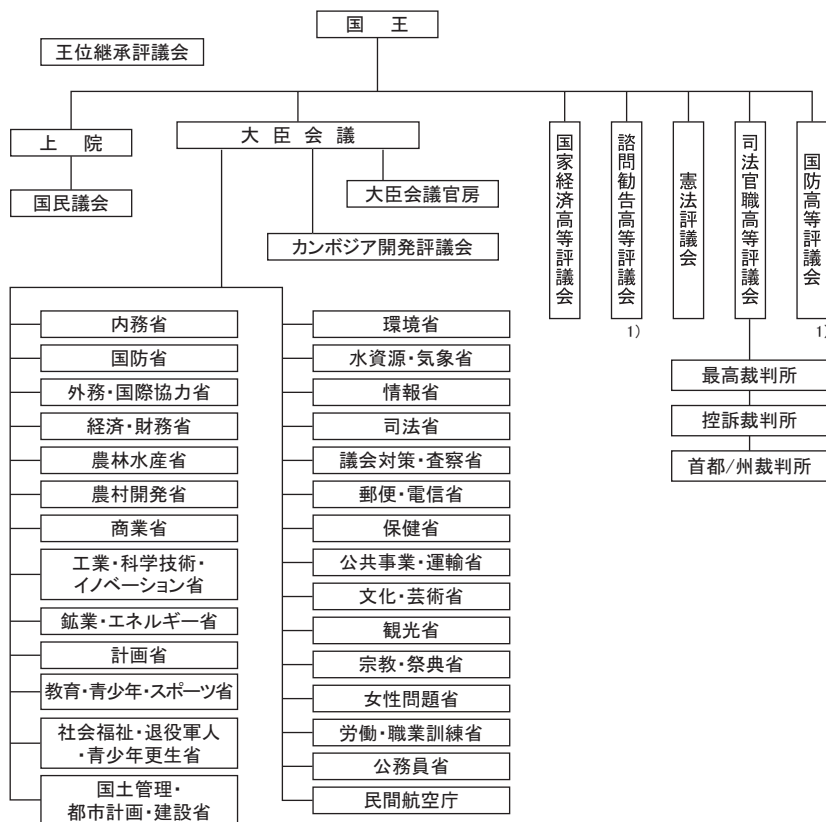 国 王
王位継承評議会
上 院
国民議会
大 臣 会 議
大臣会議官房
カンボジア開発評議会
国家経済高等評議会
諮問勧告高等評議会
1)
憲法評議会
司法官職高等評議会
国防高等評議会
1)
最高裁判所
控訴裁判所
首都/州裁判所
内務省
国防省
外務・国際協力省
経済・財務省
農林水産省
農村開発省
商業省
工業・科学技術・
イノベーション省
鉱業・エネルギー省
計画省
教育・青少年・スポーツ省
社会福祉・退役軍人
・青少年更生省
国土管理・
都市計画・建設省
環境省
水資源・気象省
情報省
司法省
議会対策・査察省
郵便・電信省
保健省
公共事業・運輸省
文化・芸術省
観光省
宗教・祭典省
女性問題省
労働・職業訓練省
公務員省
民間航空庁